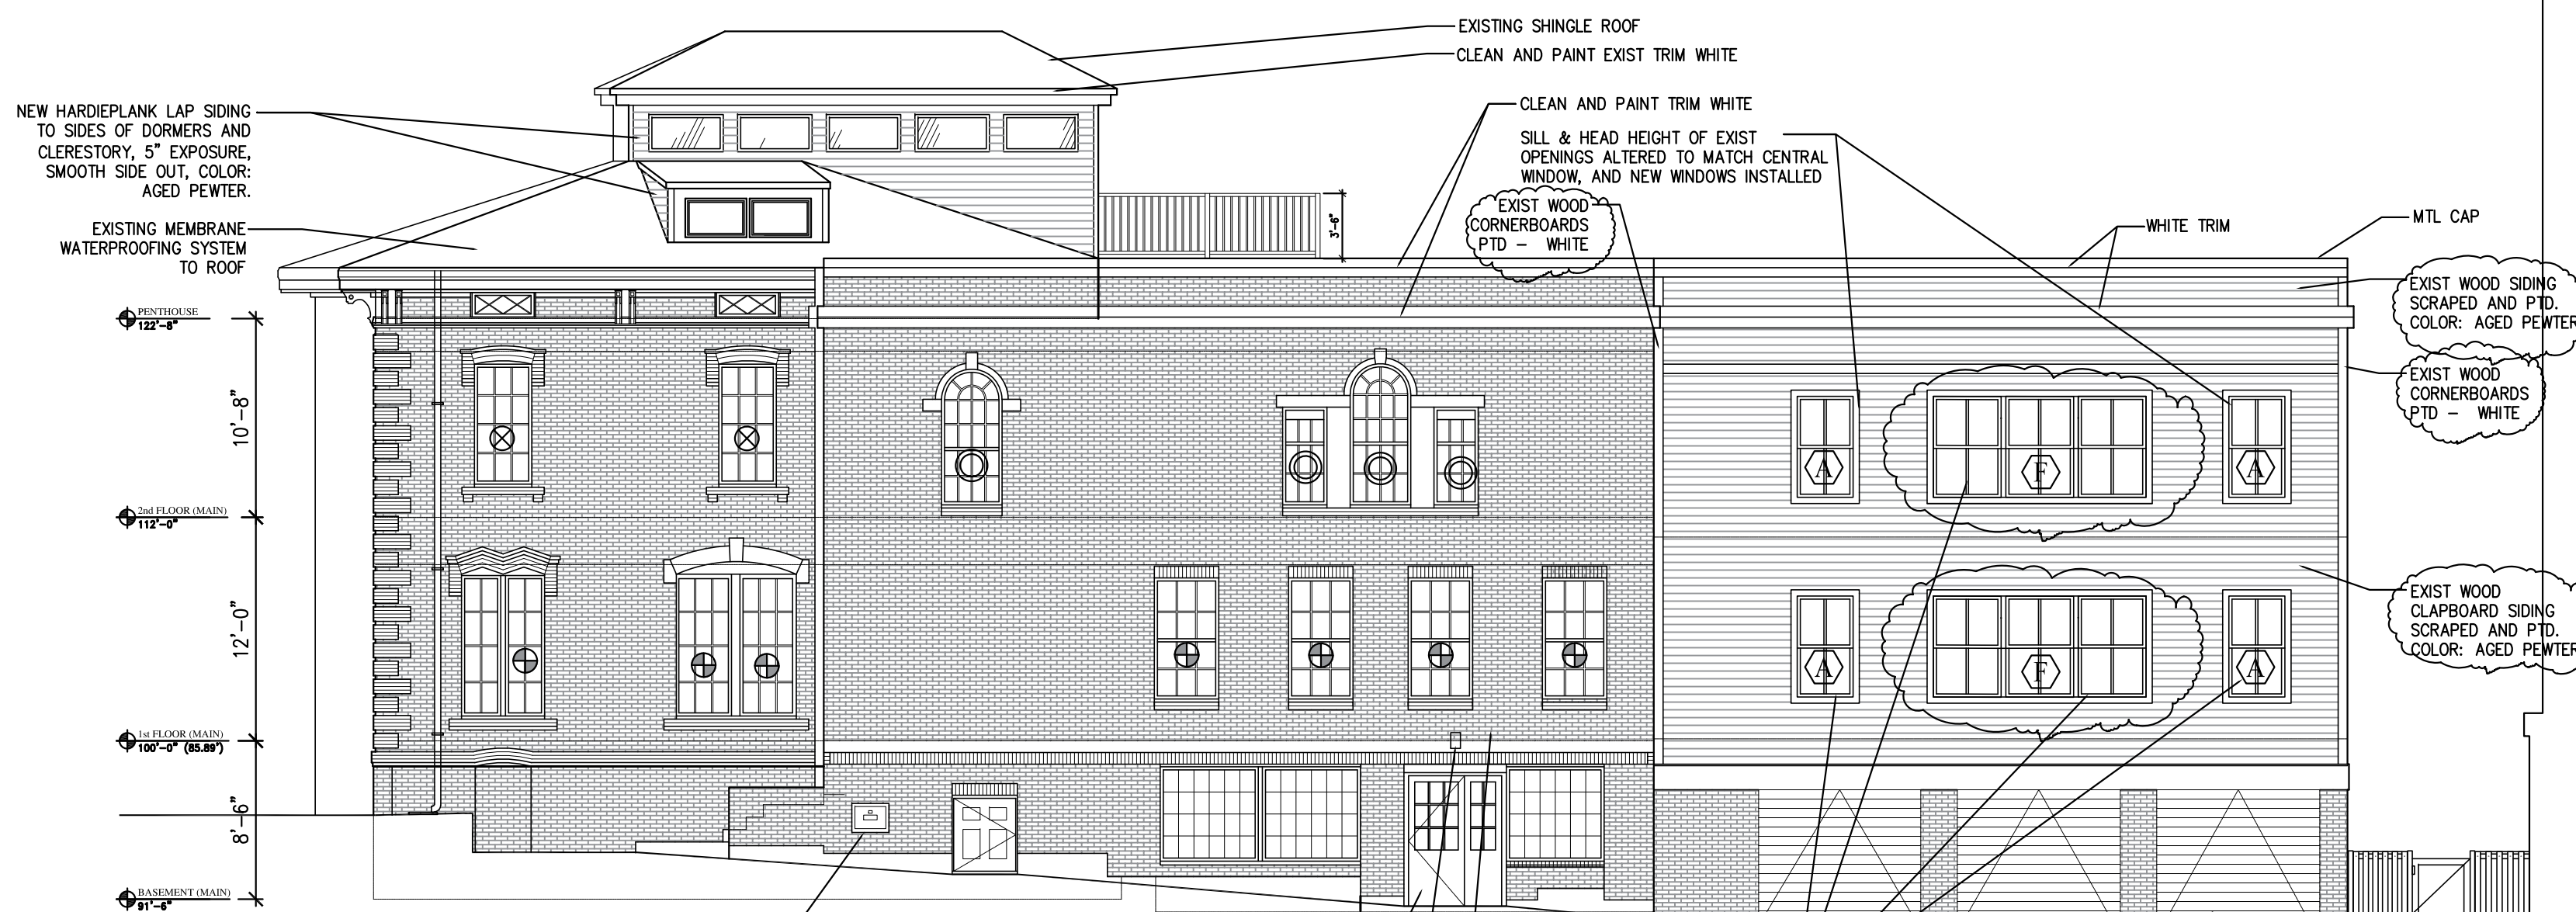 EXISTING SHINGLE ROOF
CLEAN AND PAINT EXIST TRIM WHITE
NEW HARDIEPLANK LAP SIDING
TO SIDES OF DORMERS AND
CLERESTORY, 5" EXPOSURE,
SMOOTH SIDE OUT, COLOR:
AGED PEWTER.
EXISTING MEMBRANE
WATERPROOFING SYSTEM
TO ROOF
CLEAN AND PAINT TRIM WHITE
SILL & HEAD HEIGHT OF EXIST
OPENINGS ALTERED TO MATCH CENTRAL
WINDOW, AND NEW WINDOWS INSTALLED
EXIST WOOD
CORNERBOARDS
PTD - WHITE
3'-6"
WHITE TRIM
MTL CAP
EXIST WOOD SIDING
SCRAPED AND PTD.
COLOR: AGED PEWTER
EXIST WOOD
CORNERBOARDS
PTD - WHITE
EXIST WOOD
CLAPBOARD SIDING
SCRAPED AND PTD.
COLOR: AGED PEWTER
PENTHOUSE
122'-8"
10'-8"
2nd FLOOR (MAIN)
112'-0"
12'-0"
1st FLOOR (MAIN)
100'-0" (85.89')
8'-6"
BASEMENT (MAIN)
91'-6"
A
F
A
A
F
A